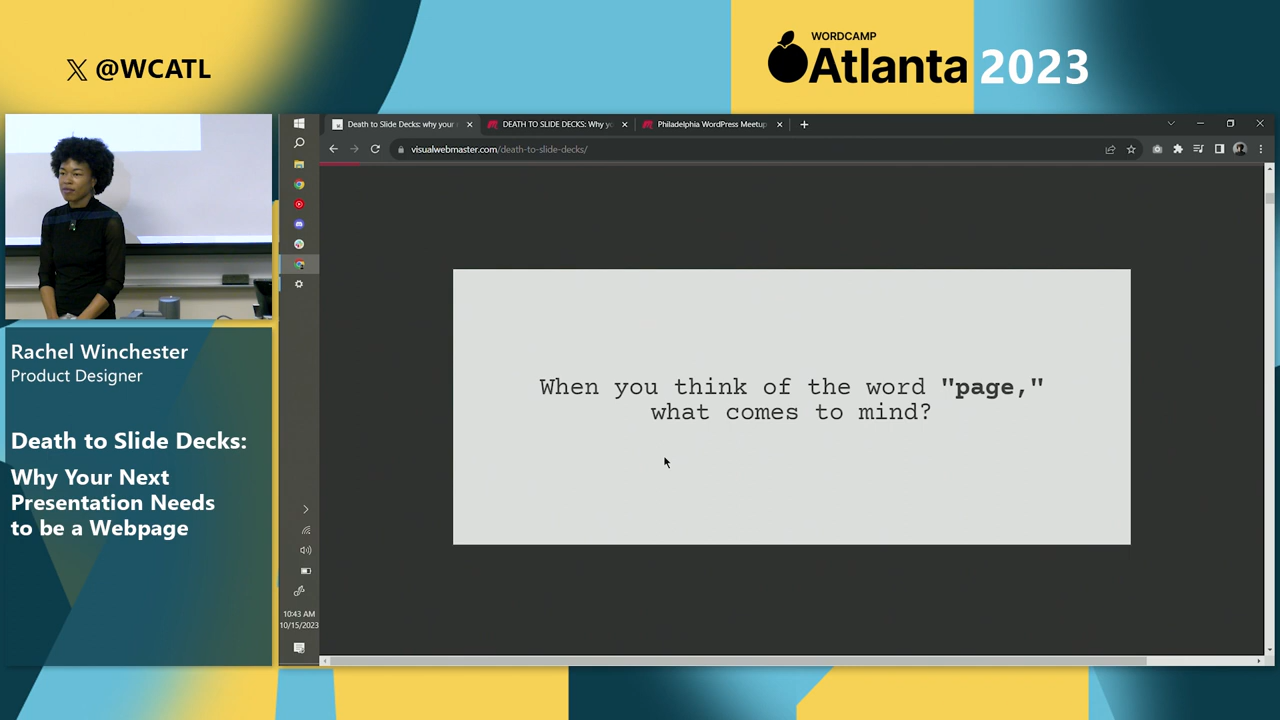 𝕏 @WCATL
WORDCAMP
Atlanta 2023
Death to Slide Decks: why your
DEATH TO SLIDE DECKS: Why yo
Philadelphia WordPress Meetup
visualwebmaster.com/death-to-slide-decks/
When you think of the word "page,"
what comes to mind?
Rachel Winchester
Product Designer
Death to Slide Decks:
Why Your Next
Presentation Needs
to be a Webpage
10:43 AM
10/15/2023